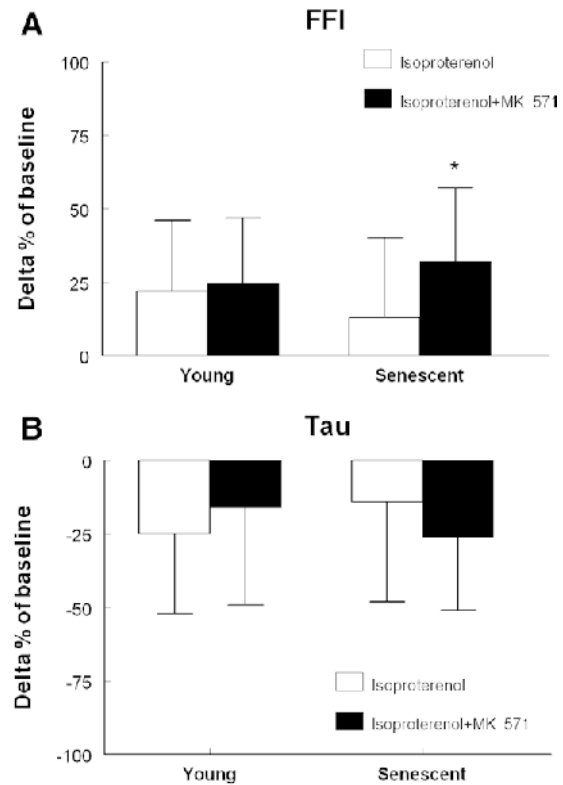 A
FFI
100
75
50
25
0
Delta % of baseline
Isoproterenol
Isoproterenol+MK 571
*
Young
Senescent
B
Tau
0
-25
-50
-75
-100
Delta % of baseline
Isoproterenol
Isoproterenol+MK 571
Young
Senescent